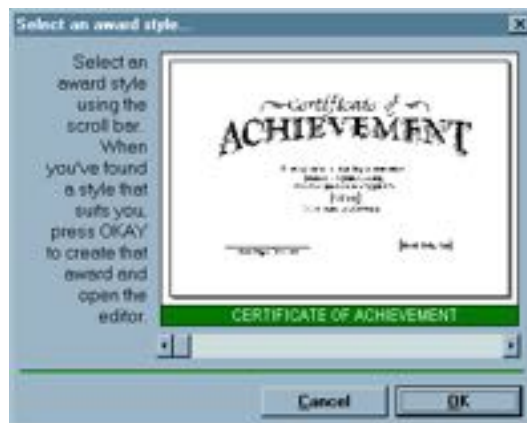 Select an award style...
Select an
award style
using the
scroll bar.
When
you've found
a style that
suits you,
press OKAY
to create that
award and
open the
editor.
Certificate of
ACHIEVEMENT
CERTIFICATE OF ACHIEVEMENT
Cancel
OK